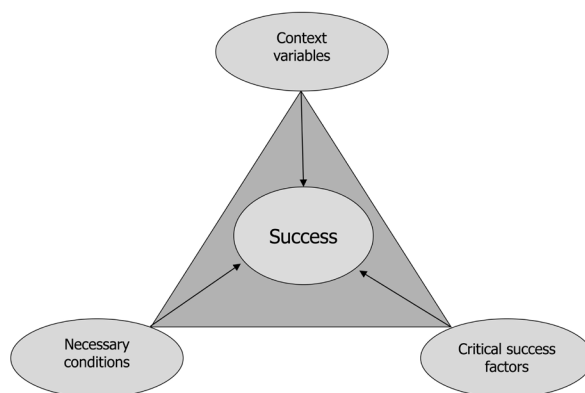 Context
variables
Success
Necessary
conditions
Critical success
factors